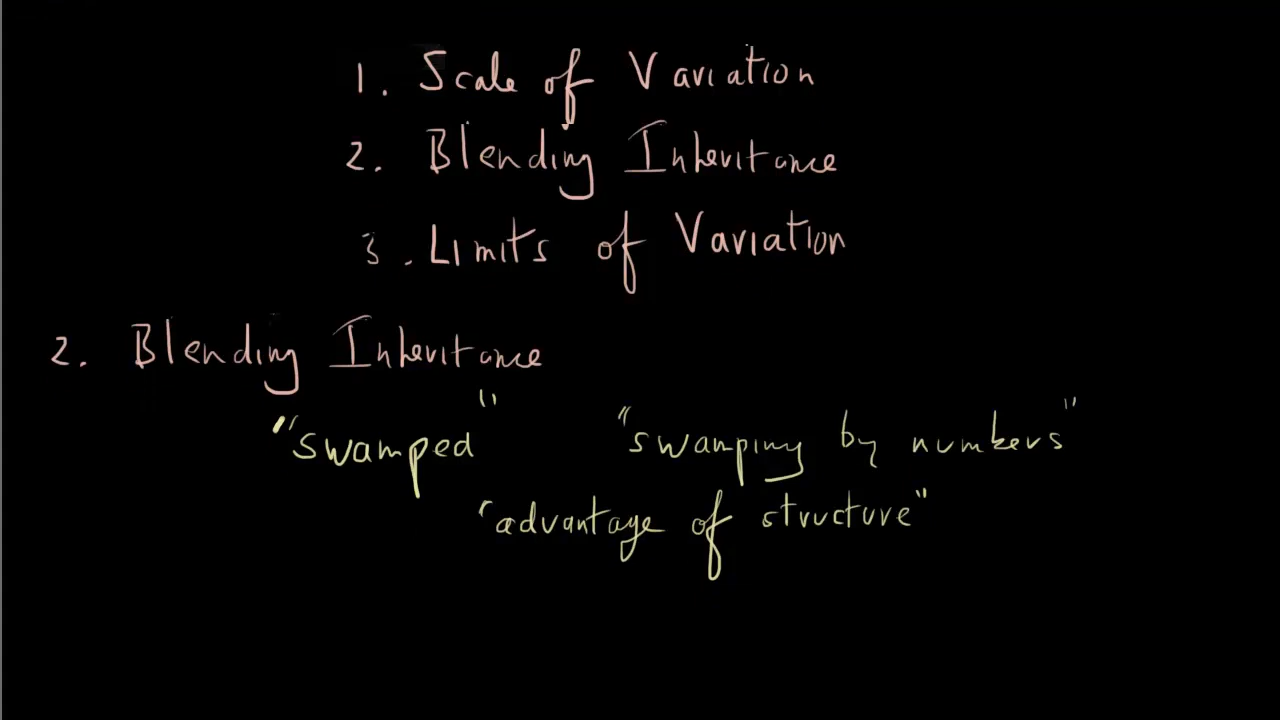 1. Scale of Variation
2. Blending Inheritance
3. Limits of Variation
2. Blending Inheritance
"swamped" "swamping by numbers"
"advantage of structure"